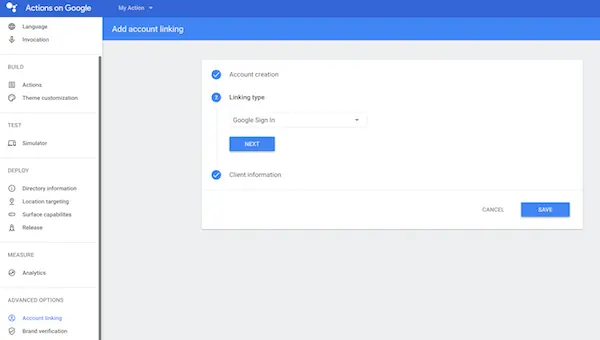 Actions on Google
My Action
Language
Invocation
BUILD
Actions
Theme customization
TEST
Simulator
DEPLOY
Directory information
Location targeting
Surface capabilites
Release
MEASURE
Analytics
ADVANCED OPTIONS
Account linking
Brand verification
Add account linking
Account creation
2
Linking type
Google Sign In
NEXT
Client information
CANCEL
SAVE